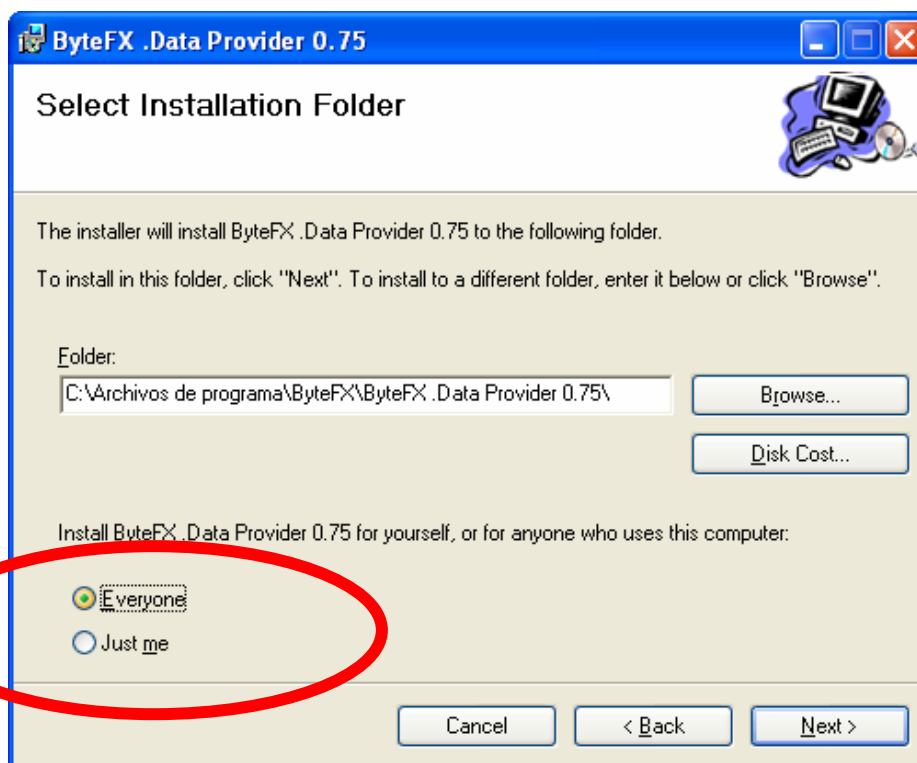 ByteFX .Data Provider 0.75
Select Installation Folder
The installer will install ByteFX .Data Provider 0.75 to the following folder.
To install in this folder, click "Next". To install to a different folder, enter it below or click "Browse".
Folder:
C:\Archivos de programa\ByteFX\ByteFX .Data Provider 0.75\
Browse...
Disk Cost...
Install ByteFX .Data Provider 0.75 for yourself, or for anyone who uses this computer:
Everyone
Just me
Cancel < Back Next >